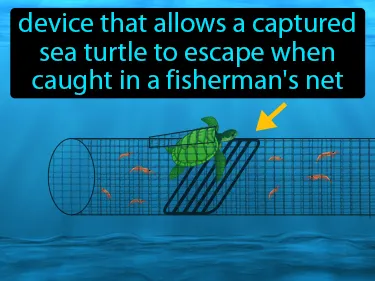 device that allows a captured
sea turtle to escape when
caught in a fisherman's net